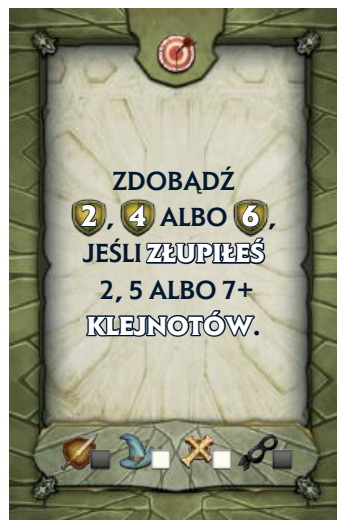 ZDOBĄDŹ
2, 4 ALBO 6,
JEŚLI ZŁUPIŁEŚ
2, 5 ALBO 7+
KLEJNOTÓW.